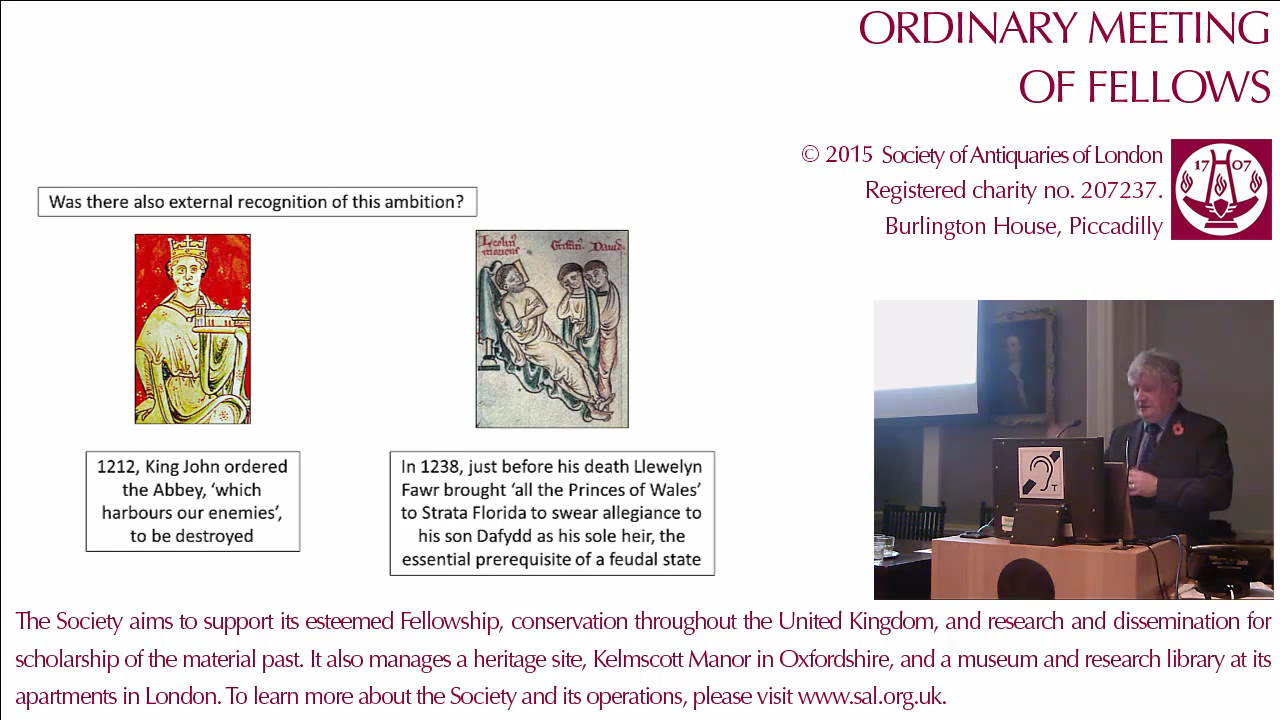 ORDINARY MEETING
OF FELLOWS
© 2015 Society of Antiquaries of London
Registered charity no. 207237.
Burlington House, Piccadilly
17 07
Was there also external recognition of this ambition?
Griffin. David.
1212, King John ordered
the Abbey, ‘which
harbours our enemies’,
to be destroyed
In 1238, just before his death Llewelyn
Fawr brought ‘all the Princes of Wales’
to Strata Florida to swear allegiance to
his son Dafydd as his sole heir, the
essential prerequisite of a feudal state
T
The Society aims to support its esteemed Fellowship, conservation throughout the United Kingdom, and research and dissemination for
scholarship of the material past. It also manages a heritage site, Kelmscott Manor in Oxfordshire, and a museum and research library at its
apartments in London. To learn more about the Society and its operations, please visit www.sal.org.uk.